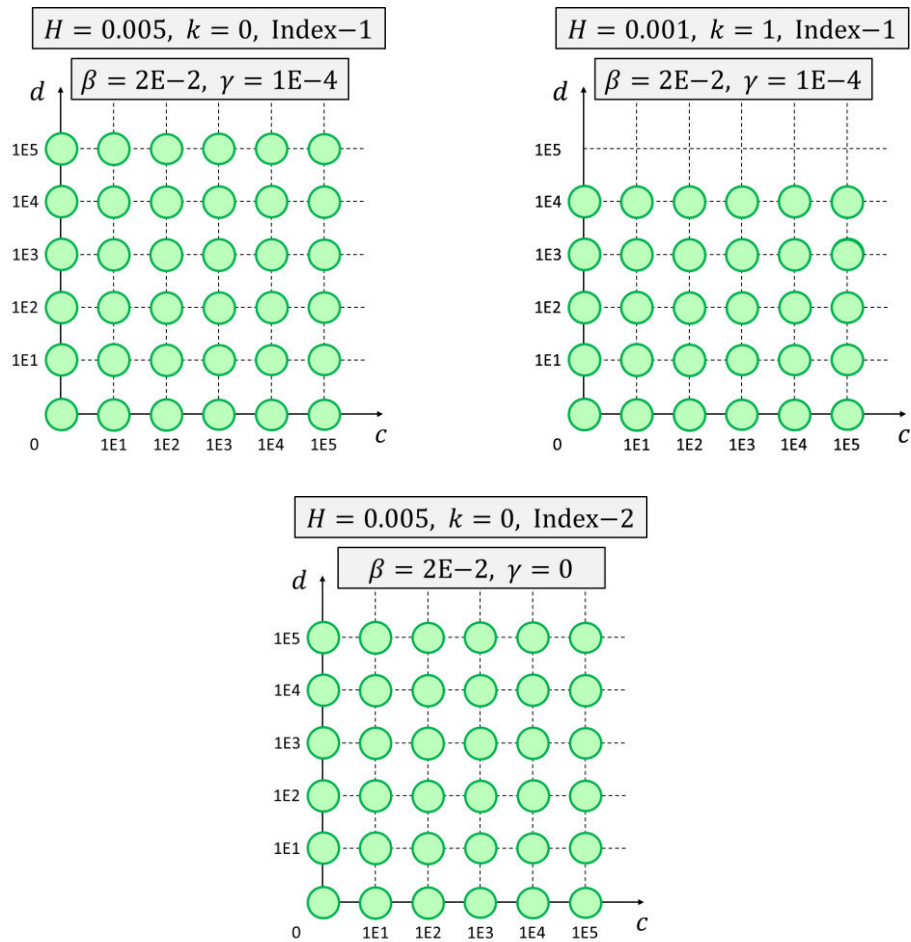 H = 0.005, k = 0, Index−1
β = 2E−2, γ = 1E−4
d
1E5
1E4
1E3
1E2
1E1
0
1E1 1E2 1E3 1E4 1E5
c
H = 0.001, k = 1, Index−1
β = 2E−2, γ = 1E−4
d
1E5
1E4
1E3
1E2
1E1
0
1E1 1E2 1E3 1E4 1E5
c
H = 0.005, k = 0, Index−2
β = 2E−2, γ = 0
d
1E5
1E4
1E3
1E2
1E1
0
1E1 1E2 1E3 1E4 1E5
c